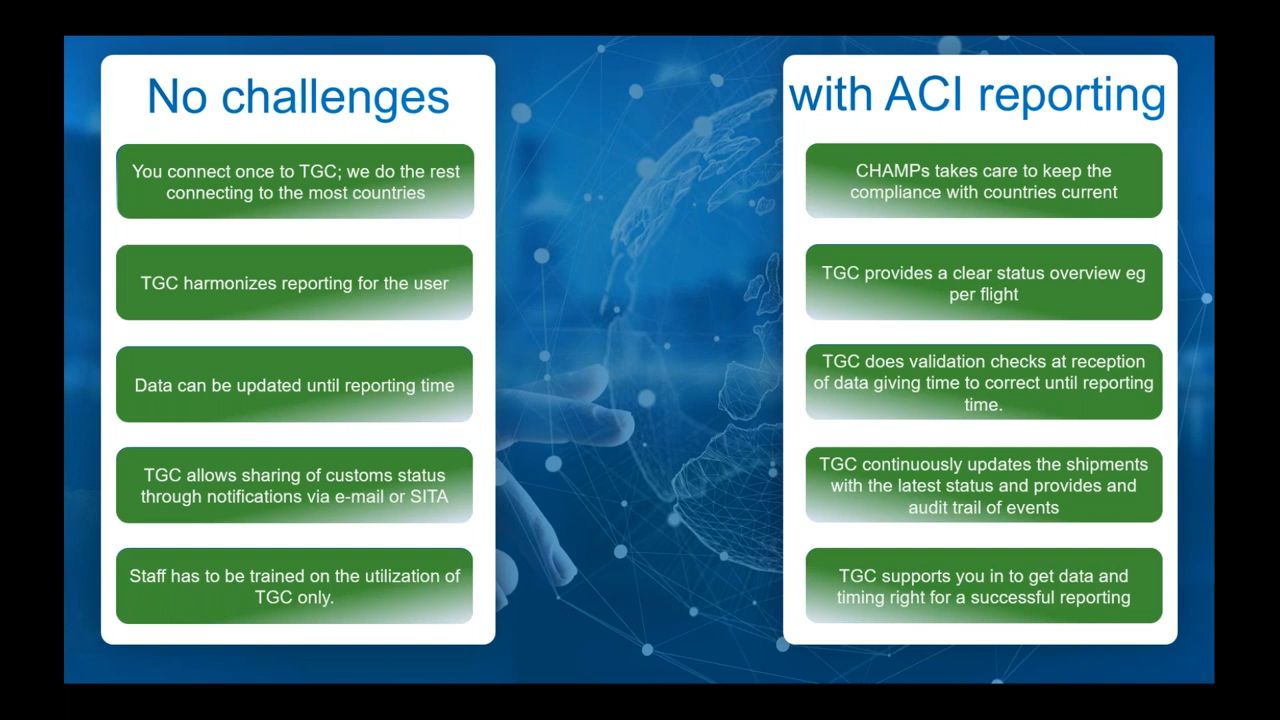 No challenges
You connect once to TGC; we do the rest
connecting to the most countries
TGC harmonizes reporting for the user
Data can be updated until reporting time
TGC allows sharing of customs status
through notifications via e-mail or SITA
Staff has to be trained on the utilization of
TGC only.
with ACI reporting
CHAMPs takes care to keep the
compliance with countries current
TGC provides a clear status overview eg
per flight
TGC does validation checks at reception
of data giving time to correct until reporting
time.
TGC continuously updates the shipments
with the latest status and provides and
audit trail of events
TGC supports you in to get data and
timing right for a successful reporting